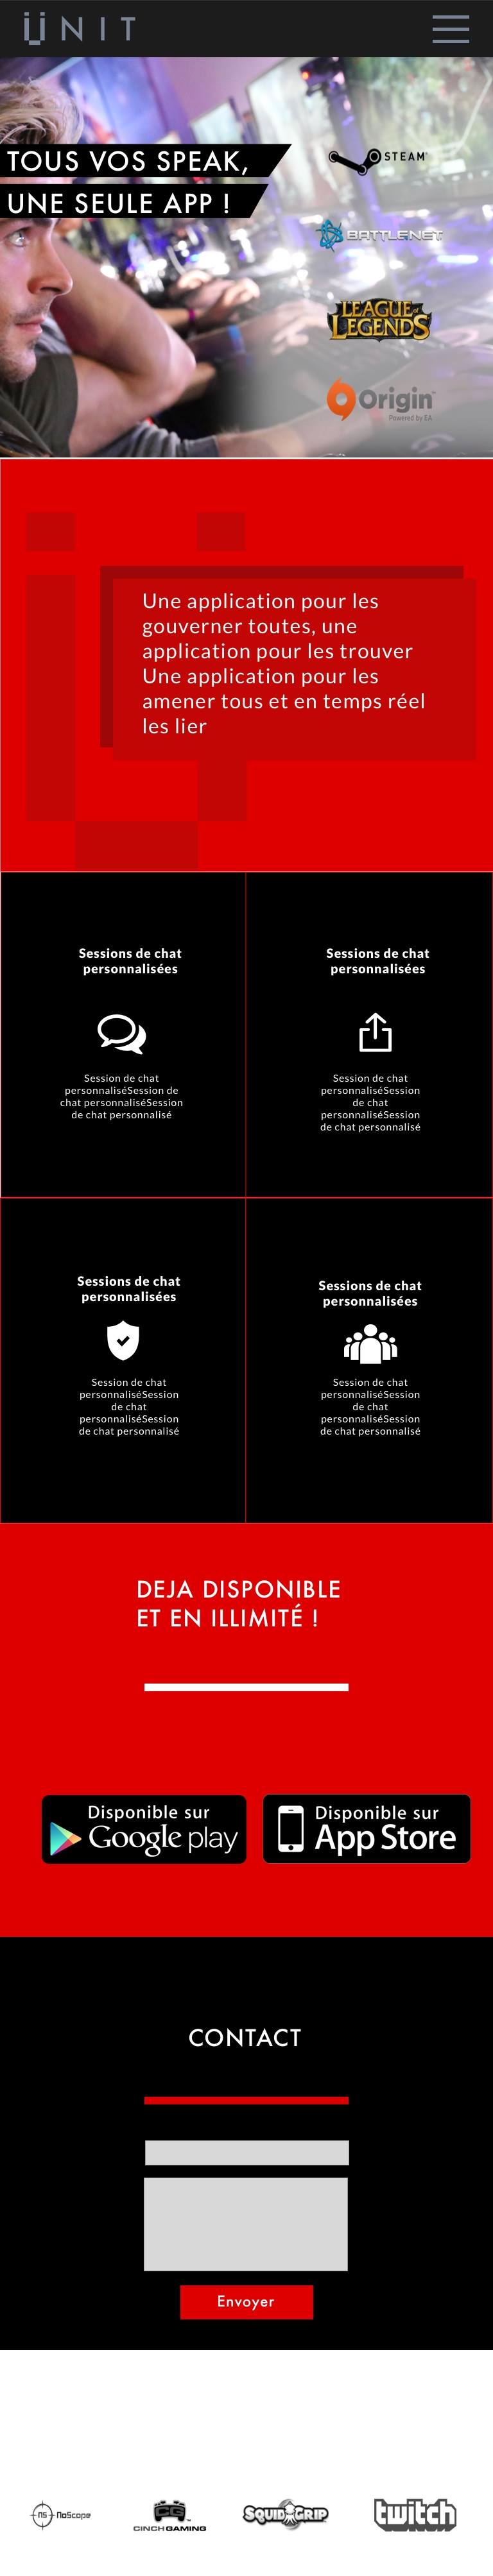 ÜNIT
TOUS VOS SPEAK,
UNE SEULE APP !
STEAM
BATTLE.NET
LEAGUE of
LEGENDS
Origin
Powered by EA
Une application pour les
gouverner toutes, une
application pour les trouver
Une application pour les
amener tous et en temps réel
les lier
Sessions de chat
personnalisées
Session de chat
personnaliséSession de
chat personnaliséSession
de chat personnalisé
Sessions de chat
personnalisées
Session de chat
personnaliséSession
de chat
personnaliséSession
de chat personnalisé
Sessions de chat
personnalisées
Session de chat
personnaliséSession
de chat
personnaliséSession
de chat personnalisé
Sessions de chat
personnalisées
Session de chat
personnaliséSession
de chat
personnaliséSession
de chat personnalisé
DEJA DISPONIBLE
ET EN ILLIMITÉ !
Disponible sur
Google play
Disponible sur
App Store
CONTACT
Envoyer
NS NoScope
CG
CINCH GAMING
SQUIDGRIP
twitch